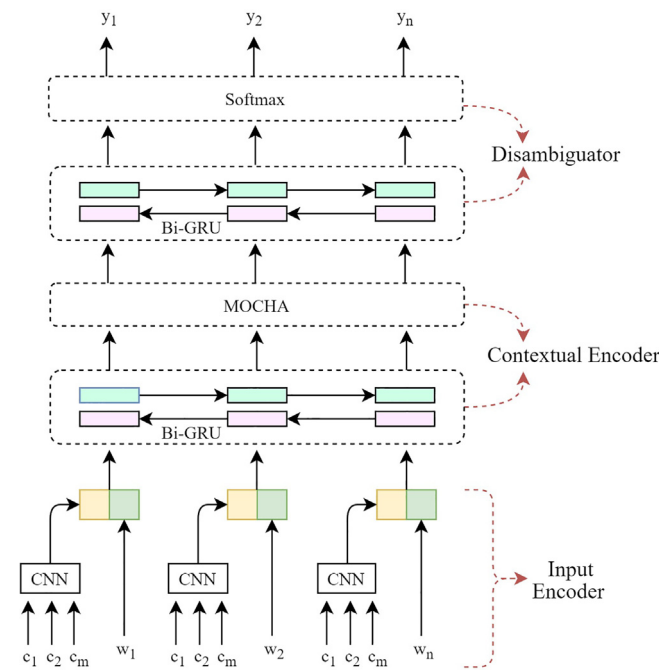 y1 y2 yn
Softmax
Disambiguator
Bi-GRU
MOCHA
Contextual Encoder
Bi-GRU
CNN CNN CNN
Input
Encoder
c1 c2 cm w1 c1 c2 cm w2 c1 c2 cm wn